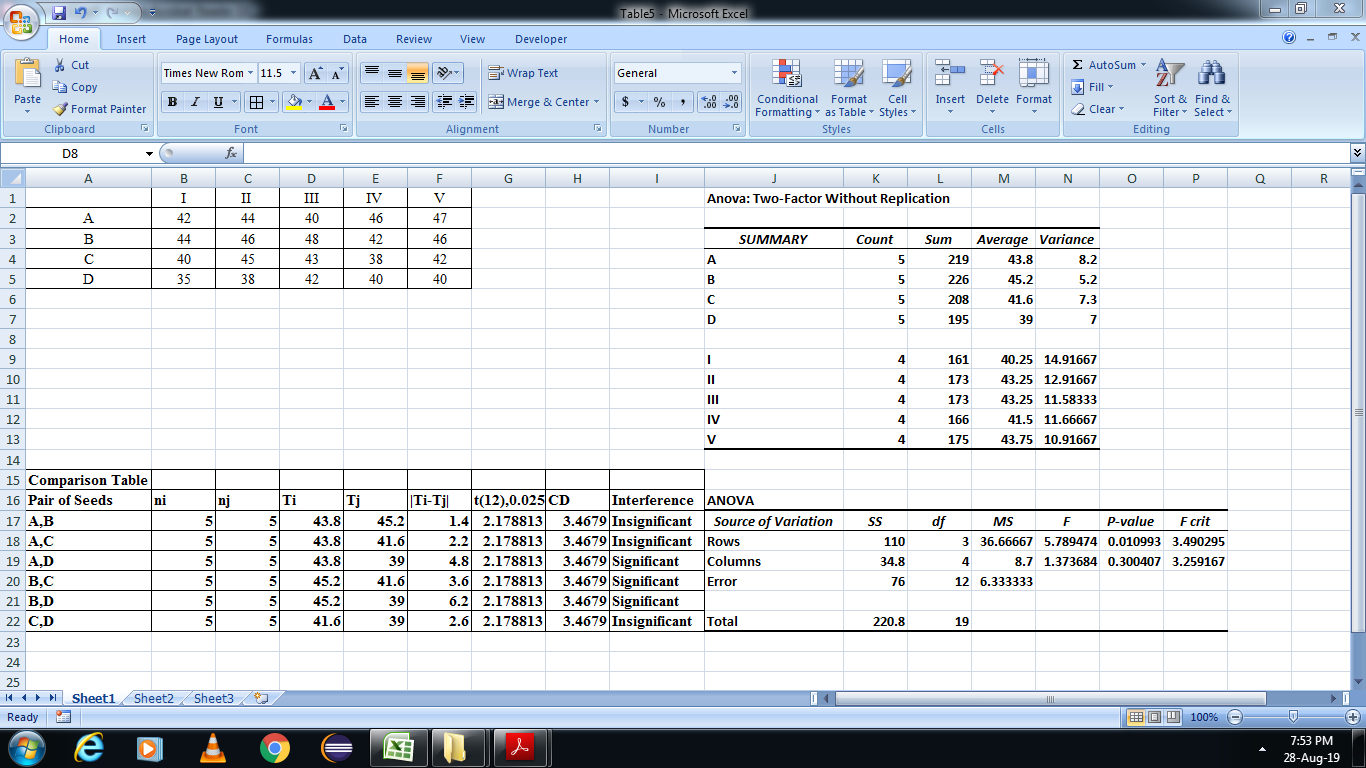 Table5 - Microsoft Excel
Home Insert Page Layout Formulas Data Review View Developer
Paste
Cut
Copy
Format Painter
Clipboard
Times New Rom 11.5
B I U
Font
Wrap Text
Merge & Center
Alignment
General
$ % ,
Number
Conditional Formatting
Format as Table
Cell Styles
Styles
Insert Delete Format
Cells
Σ AutoSum
Fill
Clear
Sort & Filter
Find & Select
Editing
D8 fx
A B C D E F G H I J K L M N O P Q R
1 I II III IV V Anova: Two-Factor Without Replication
2 A 42 44 40 46 47
3 B 44 46 48 42 46 SUMMARY Count Sum Average Variance
4 C 40 45 43 38 42 A 5 219 43.8 8.2
5 D 35 38 42 40 40 B 5 226 45.2 5.2
6 C 5 208 41.6 7.3
7 D 5 195 39 7
8
9 I 4 161 40.25 14.91667
10 II 4 173 43.25 12.91667
11 III 4 173 43.25 11.58333
12 IV 4 166 41.5 11.66667
13 V 4 175 43.75 10.91667
14
15 Comparison Table
16 Pair of Seeds ni nj Ti Tj |Ti-Tj| t(12),0.025 CD Interference ANOVA
17 A,B 5 5 43.8 45.2 1.4 2.178813 3.4679 Insignificant Source of Variation SS df MS F P-value F crit
18 A,C 5 5 43.8 41.6 2.2 2.178813 3.4679 Insignificant Rows 110 3 36.66667 5.789474 0.010993 3.490295
19 A,D 5 5 43.8 39 4.8 2.178813 3.4679 Significant Columns 34.8 4 8.7 1.373684 0.300407 3.259167
20 B,C 5 5 45.2 41.6 3.6 2.178813 3.4679 Significant Error 76 12 6.333333
21 B,D 5 5 45.2 39 6.2 2.178813 3.4679 Significant
22 C,D 5 5 41.6 39 2.6 2.178813 3.4679 Insignificant Total 220.8 19
23
24
25
Sheet1 Sheet2 Sheet3
Ready 100%
7:53 PM
28-Aug-19